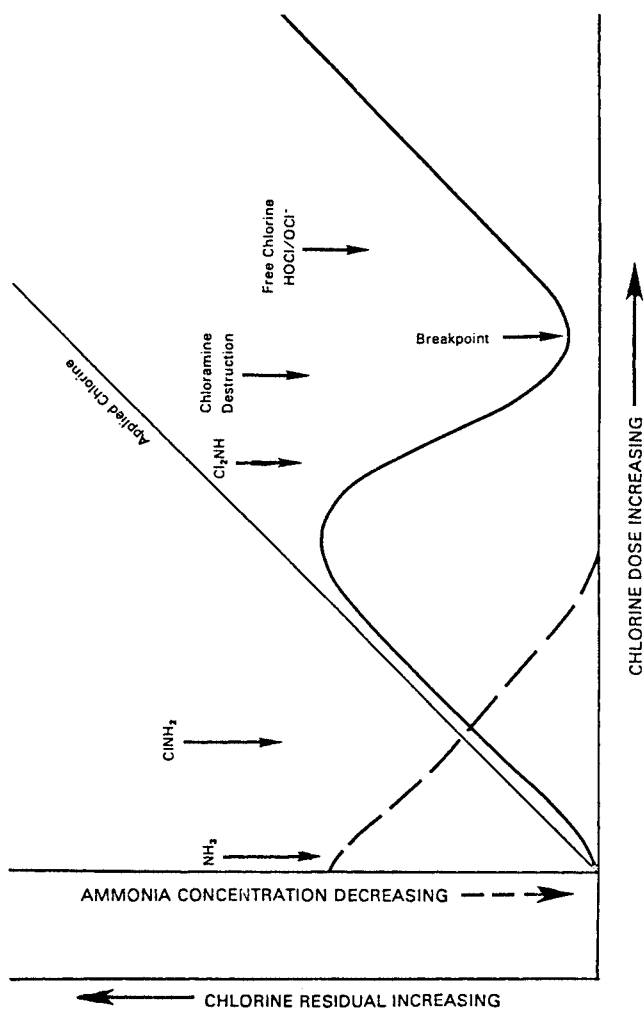 Free Chlorine
HOCl/OCl⁻
Applied Chlorine
Chloramine
Destruction
Breakpoint
Cl₂NH
ClNH₂
NH₃
AMMONIA CONCENTRATION DECREASING
CHLORINE RESIDUAL INCREASING
CHLORINE DOSE INCREASING